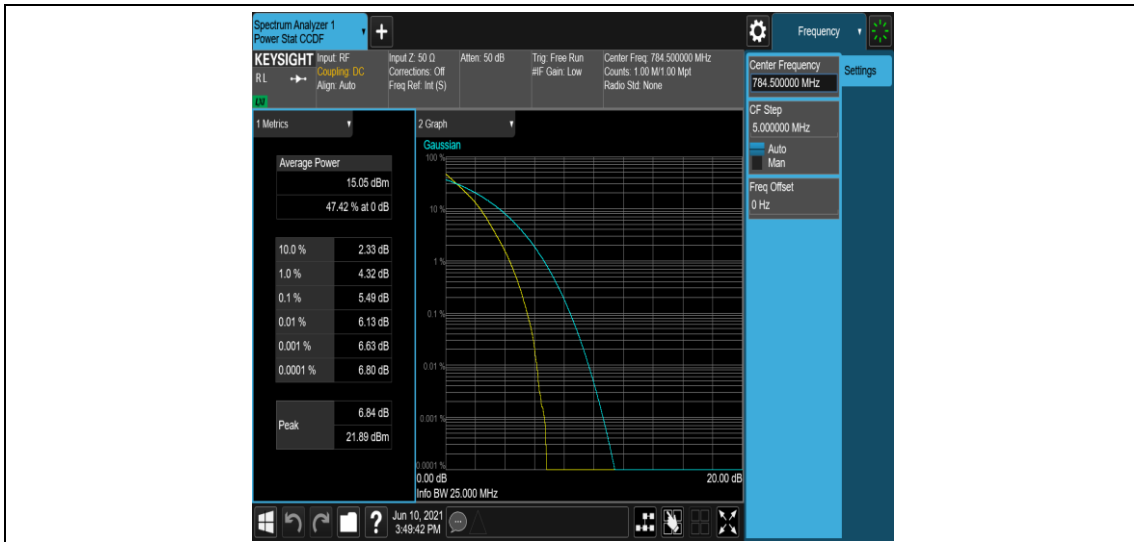 Spectrum Analyzer 1
Power Stat CCDF
+
Frequency
KEYSIGHT
RL
LXI
Input: RF
Coupling: DC
Align: Auto
Input Z: 50 Ω
Corrections: Off
Freq Ref: Int (S)
Atten: 50 dB
Trig: Free Run
#IF Gain: Low
Center Freq: 784.500000 MHz
Counts: 1.00 M/1.00 Mpt
Radio Std: None
Center Frequency
784.500000 MHz
Settings
CF Step
5.000000 MHz
Auto
Man
Freq Offset
0 Hz
1 Metrics
Average Power
15.05 dBm
47.42 % at 0 dB
10.0 % 2.33 dB
1.0 % 4.32 dB
0.1 % 5.49 dB
0.01 % 6.13 dB
0.001 % 6.63 dB
0.0001 % 6.80 dB
Peak
6.84 dB
21.89 dBm
2 Graph
Gaussian
100 %
10 %
1 %
0.1 %
0.01 %
0.001 %
0.0001 %
0.00 dB 20.00 dB
Info BW 25.000 MHz
?
Jun 10, 2021
3:49:42 PM